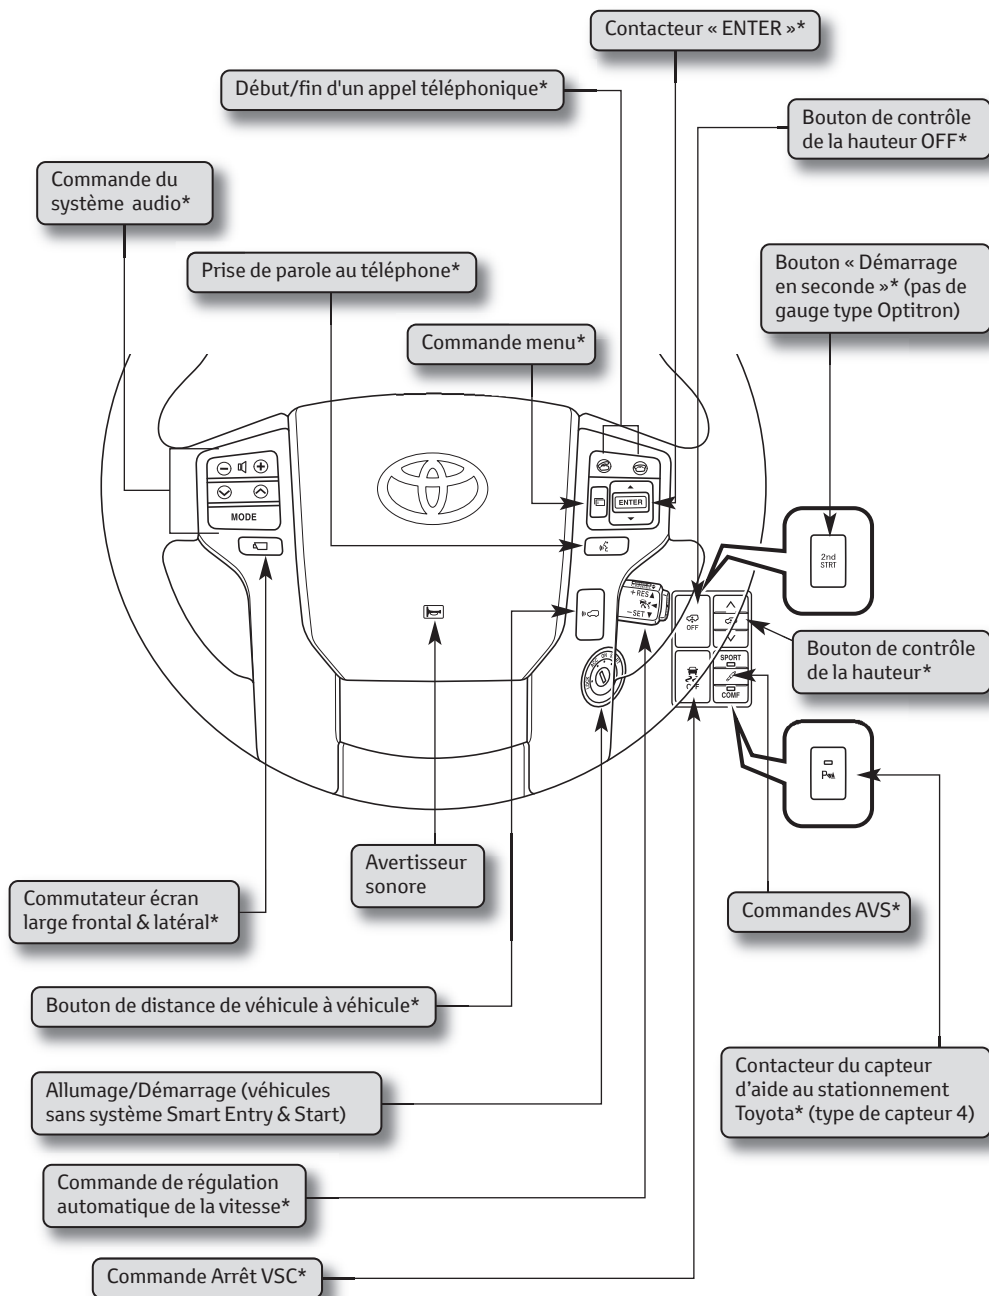 Contacteur « ENTER »*
Début/fin d'un appel téléphonique*
Bouton de contrôle
de la hauteur OFF*
Commande du
système audio*
Prise de parole au téléphone*
Bouton « Démarrage
en seconde »* (pas de
gauge type Optitron)
Commande menu*
MODE
ENTER
2nd
STRT
+RES
−SET
OFF
Bouton de contrôle
de la hauteur*
SPORT
OFF
COMF
P
Avertisseur
sonore
Commutateur écran
large frontal & latéral*
Commandes AVS*
Bouton de distance de véhicule à véhicule*
Allumage/Démarrage (véhicules
sans système Smart Entry & Start)
Contacteur du capteur
d’aide au stationnement
Toyota* (type de capteur 4)
Commande de régulation
automatique de la vitesse*
Commande Arrêt VSC*